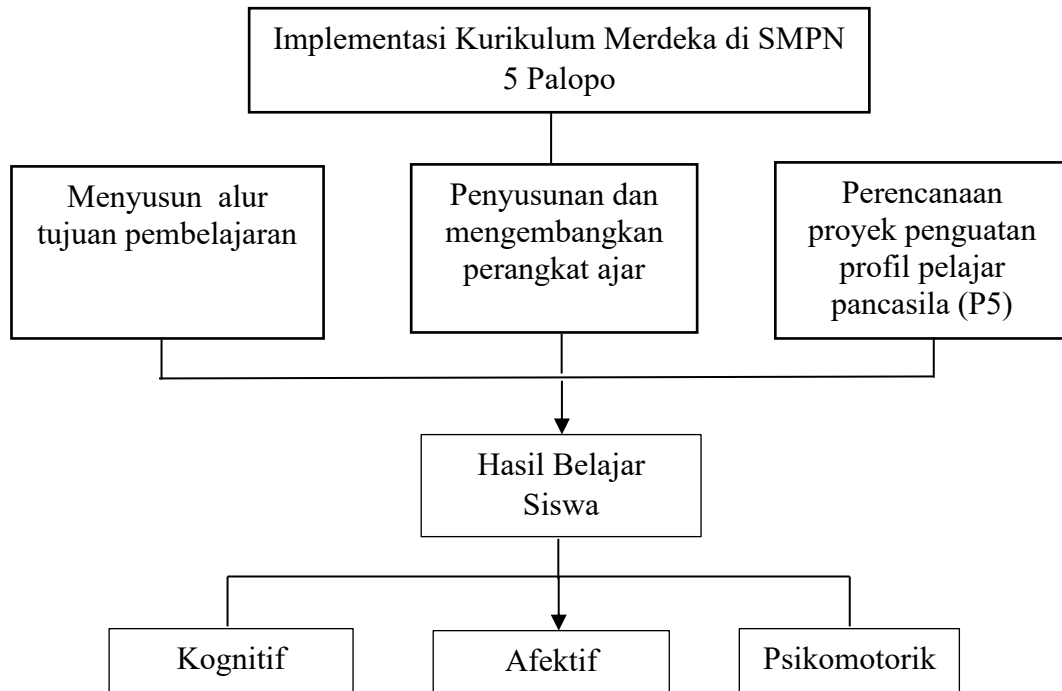 Implementasi Kurikulum Merdeka di SMPN
5 Palopo
Menyusun alur
tujuan pembelajaran
Penyusunan dan
mengembangkan
perangkat ajar
Perencanaan
proyek penguatan
profil pelajar
pancasila (P5)
Hasil Belajar
Siswa
Kognitif
Afektif
Psikomotorik